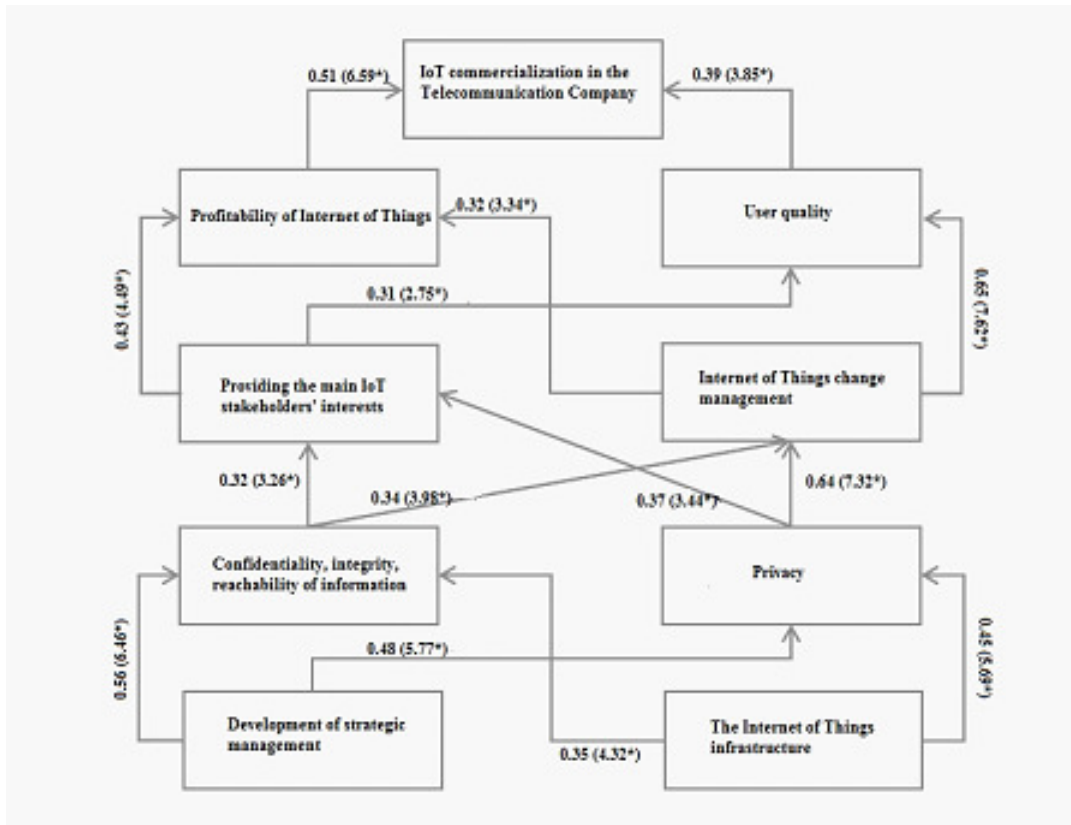 0.51 (6.59*)
IoT commercialization in the
Telecommunication Company
0.39 (3.85*)
Profitability of Internet of Things
0.32 (3.34*)
User quality
0.43 (4.49*)
0.31 (2.75*)
0.65 (7.62*)
Providing the main IoT
stakeholders' interests
Internet of Things change
management
0.32 (3.26*)
0.34 (3.98*)
0.37 (3.44*)
0.64 (7.32*)
Confidentiality, integrity,
reachability of information
Privacy
0.56 (6.46*)
0.48 (5.77*)
0.45 (5.69*)
Development of strategic
management
0.35 (4.32*)
The Internet of Things
infrastructure